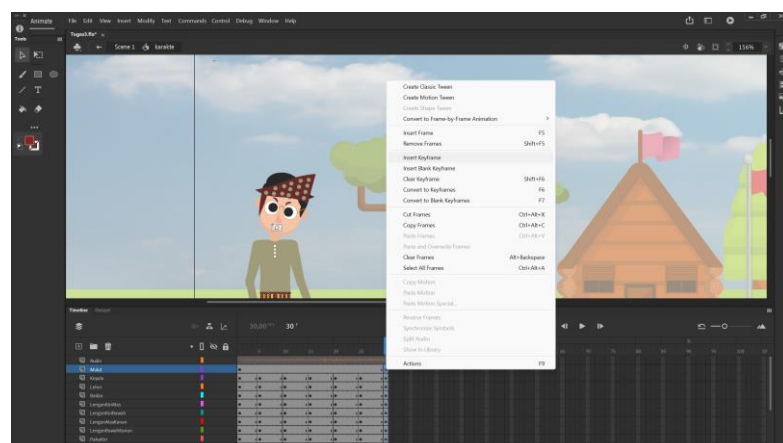 Animate
File Edit View Insert Modify Text Commands Control Debug Window Help
Tools
Tugas3.fla*
Scene 1 karakte
156%
Create Classic Tween
Create Motion Tween
Create Shape Tween
Convert to Frame-by-Frame Animation
Insert Frame F5
Remove Frames Shift+F5
Insert Keyframe
Insert Blank Keyframe
Clear Keyframe Shift+F6
Convert to Keyframes F6
Convert to Blank Keyframes F7
Cut Frames Ctrl+Alt+X
Copy Frames Ctrl+Alt+C
Paste Frames Ctrl+Alt+V
Paste and Overwrite Frames
Clear Frames Alt+Backspace
Select All Frames Ctrl+Alt+A
Copy Motion
Paste Motion
Paste Motion Special...
Reverse Frames
Synchronize Symbols
Split Audio
Show in Library
Actions F9
Timeline Output
30,00 FPS 30 F
Audio
Mulut
Kepala
Leher
Badan